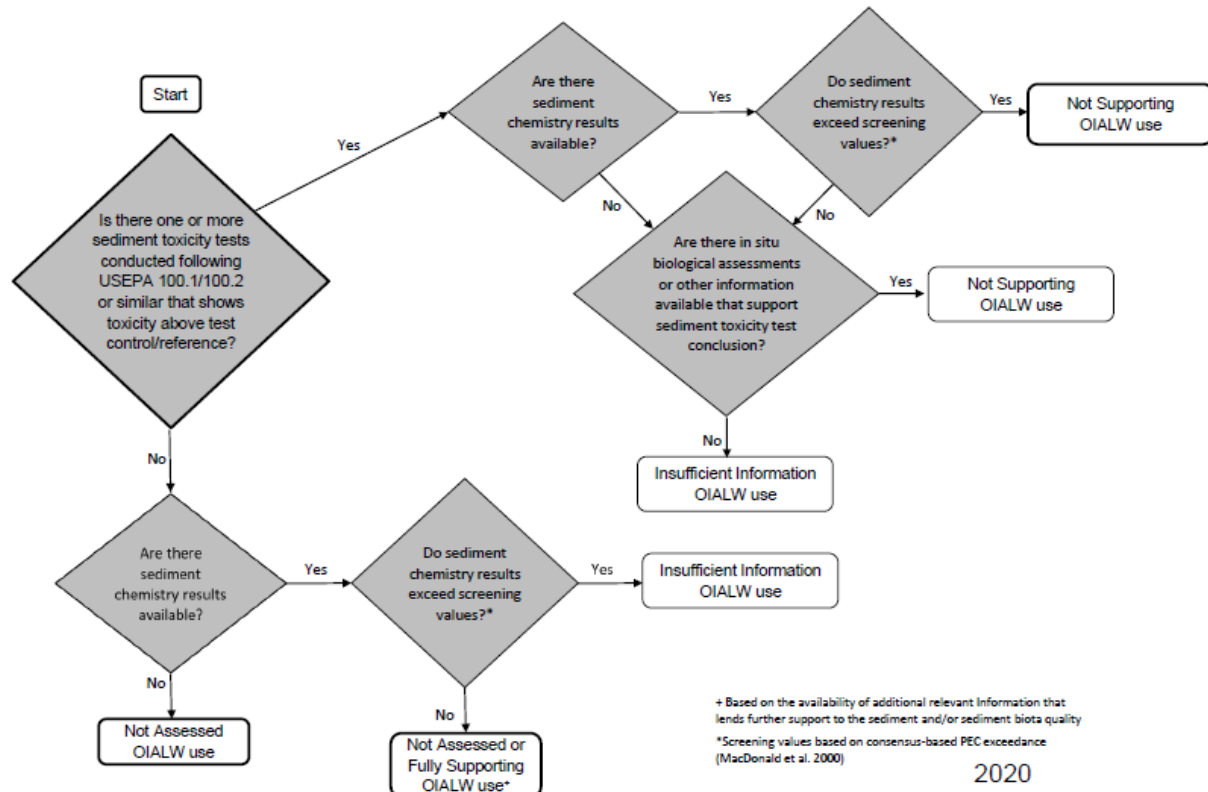 Start
Is there one or more
sediment toxicity tests
conducted following
USEPA 100.1/100.2
or similar that shows
toxicity above test
control/reference?
Yes
Are there
sediment
chemistry results
available?
Yes
Do sediment
chemistry results
exceed screening
values?*
Yes
Not Supporting
OIALW use
No
No
Are there in situ
biological assessments
or other information
available that support
sediment toxicity test
conclusion?
Yes
Not Supporting
OIALW use
No
Insufficient Information
OIALW use
No
Are there
sediment
chemistry results
available?
Yes
Do sediment
chemistry results
exceed screening
values?*
Yes
Insufficient Information
OIALW use
No
Not Assessed
OIALW use
No
Not Assessed or
Fully Supporting
OIALW use+
+ Based on the availability of additional relevant Information that
lends further support to the sediment and/or sediment biota quality
*Screening values based on consensus-based PEC exceedance
(MacDonald et al. 2000)
2020